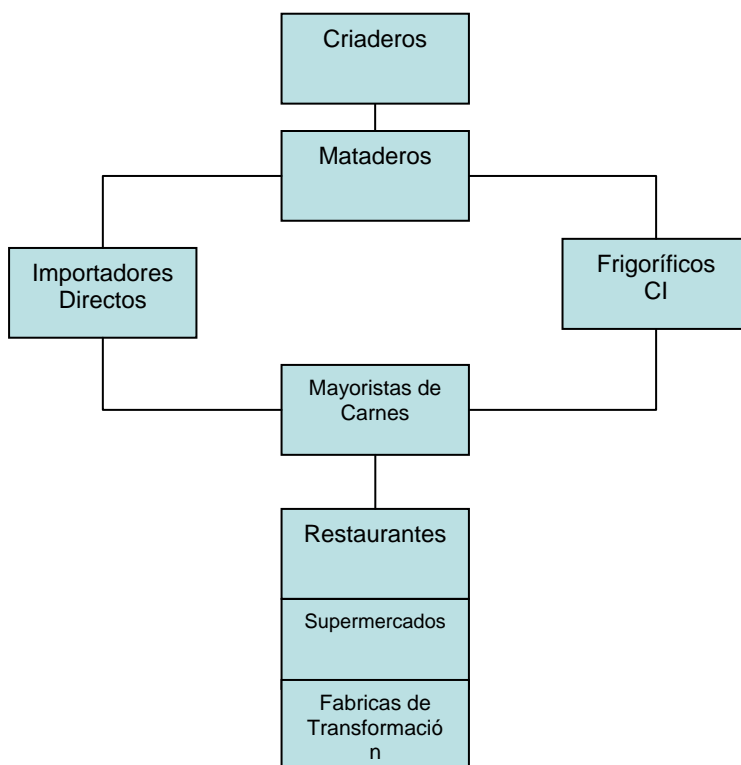 Criaderos
Mataderos
Importadores
Directos
Frigoríficos
CI
Mayoristas de
Carnes
Restaurantes
Supermercados
Fabricas de
Transformació
n